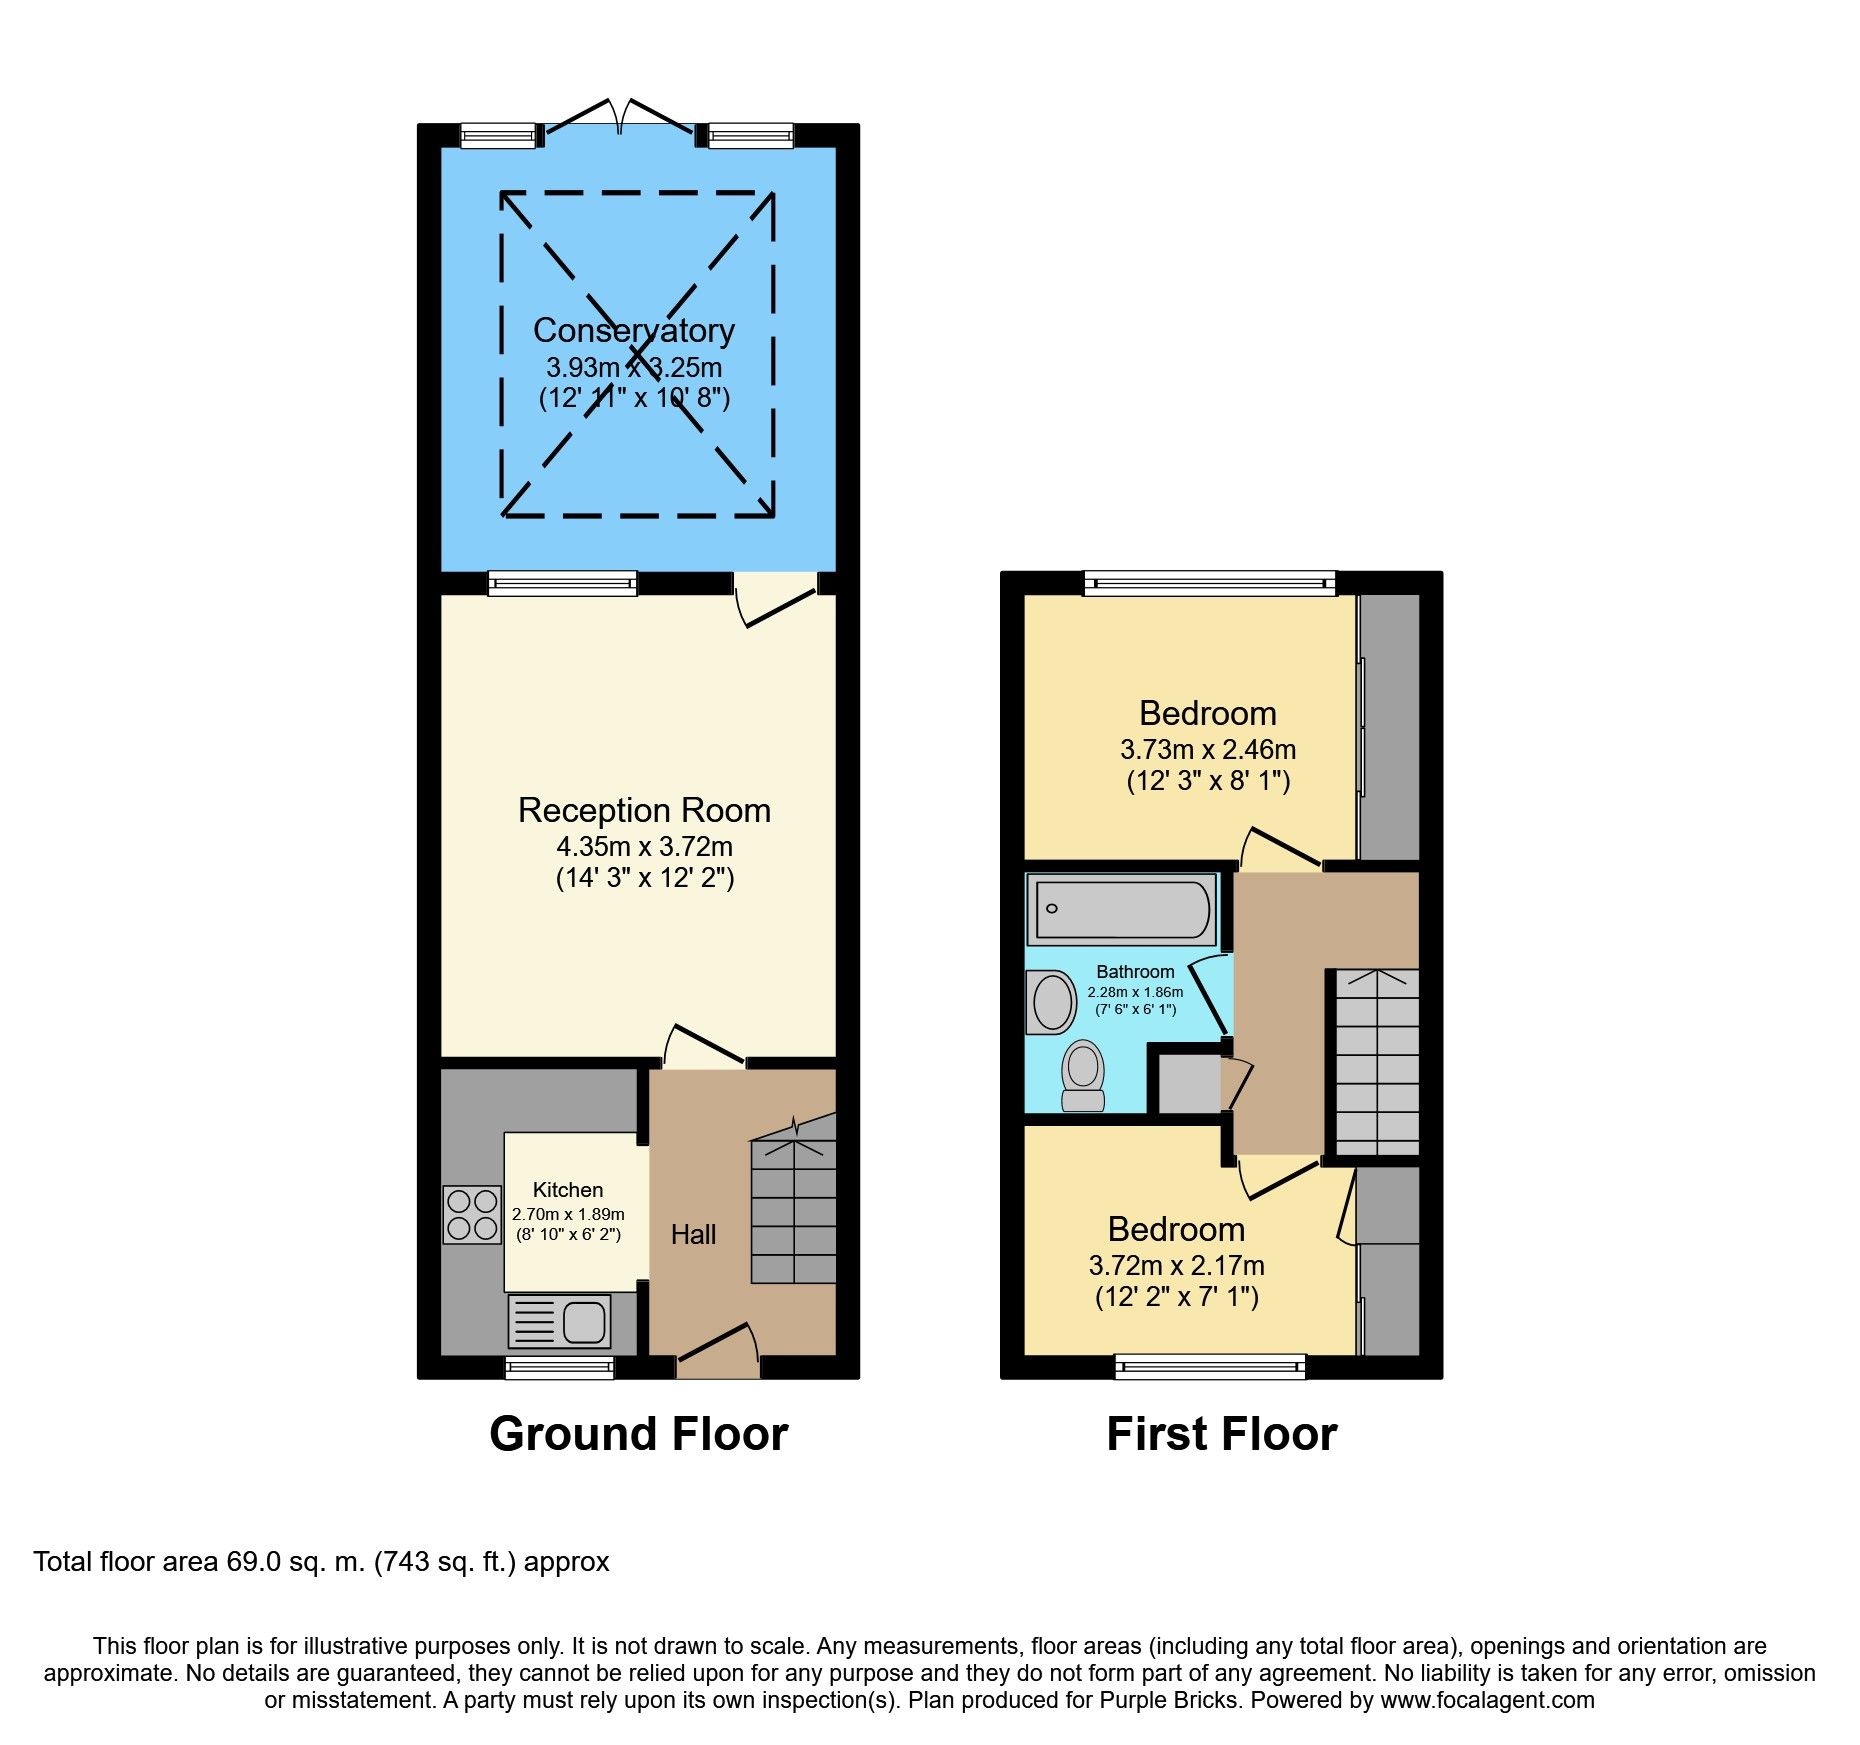 Conservatory
3.93m x 3.25m
(12' 11" x 10' 8")
Reception Room
4.35m x 3.72m
(14' 3" x 12' 2")
Kitchen
2.70m x 1.89m
(8' 10" x 6' 2")
Hall
Ground Floor
Bedroom
3.73m x 2.46m
(12' 3" x 8' 1")
Bathroom
2.28m x 1.86m
(7' 6" x 6' 1")
Bedroom
3.72m x 2.17m
(12' 2" x 7' 1")
First Floor
Total floor area 69.0 sq. m. (743 sq. ft.) approx
This floor plan is for illustrative purposes only. It is not drawn to scale. Any measurements, floor areas (including any total floor area), openings and orientation are
approximate. No details are guaranteed, they cannot be relied upon for any purpose and they do not form part of any agreement. No liability is taken for any error, omission
or misstatement. A party must rely upon its own inspection(s). Plan produced for Purple Bricks. Powered by www.focalagent.com